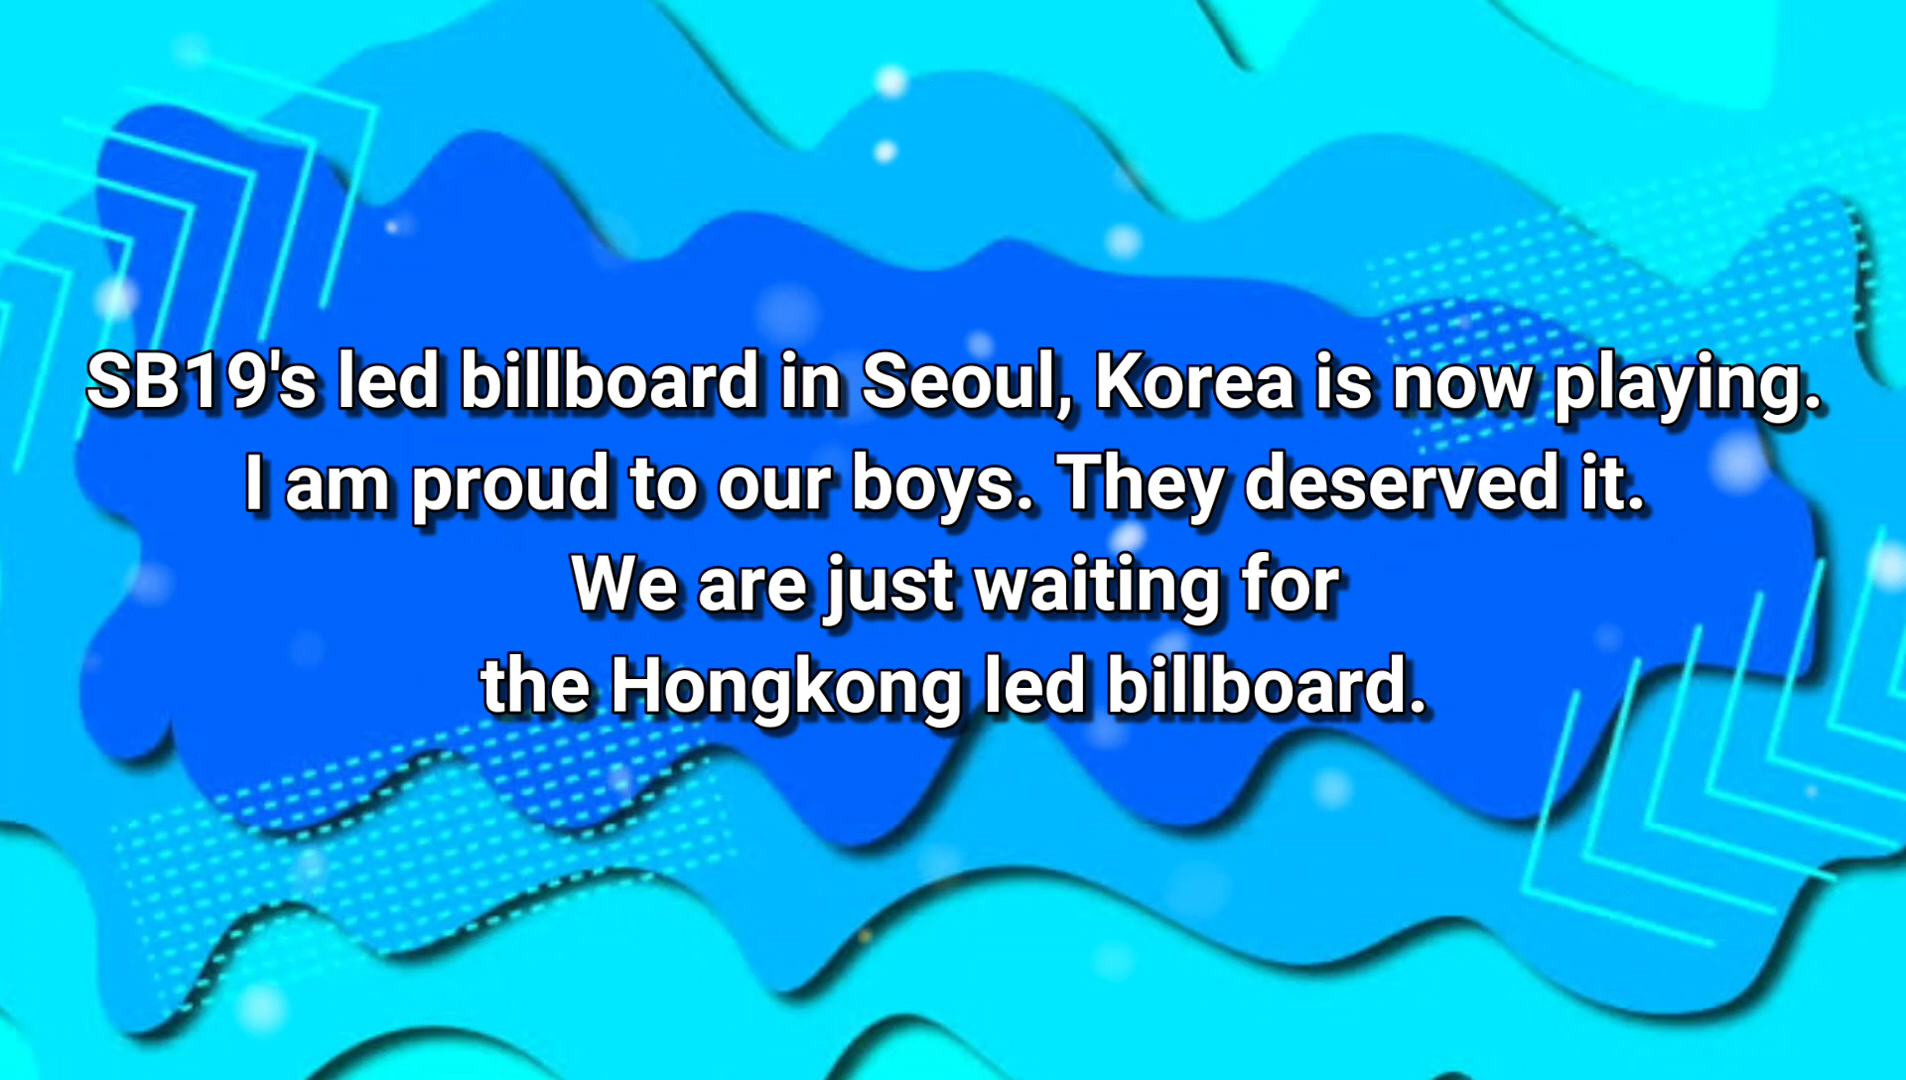 SB19's led billboard in Seoul, Korea is now playing.
I am proud to our boys. They deserved it.
We are just waiting for
the Hongkong led billboard.